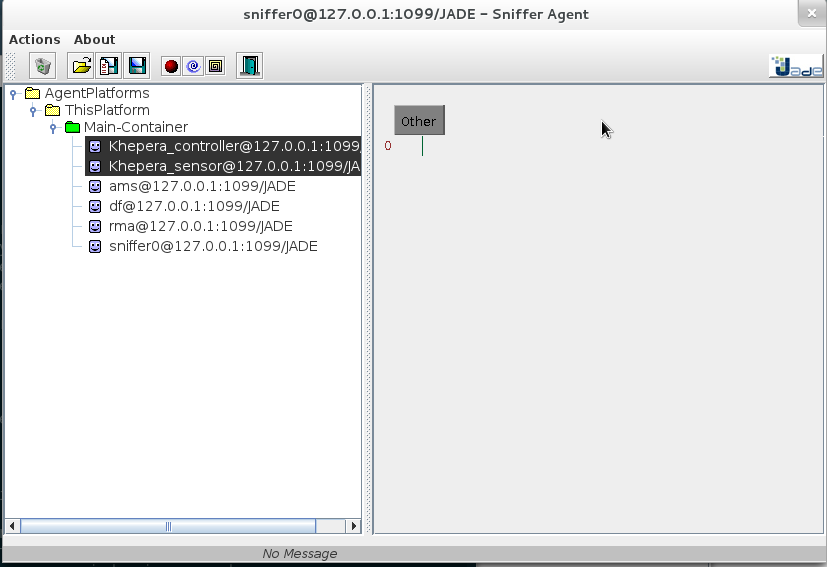 sniffer0@127.0.0.1:1099/JADE – Sniffer Agent
Actions About
Jade
AgentPlatforms
ThisPlatform
Main-Container
Khepera_controller@127.0.0.1:1099/
Khepera_sensor@127.0.0.1:1099/JA
ams@127.0.0.1:1099/JADE
df@127.0.0.1:1099/JADE
rma@127.0.0.1:1099/JADE
sniffer0@127.0.0.1:1099/JADE
Other
0
No Message